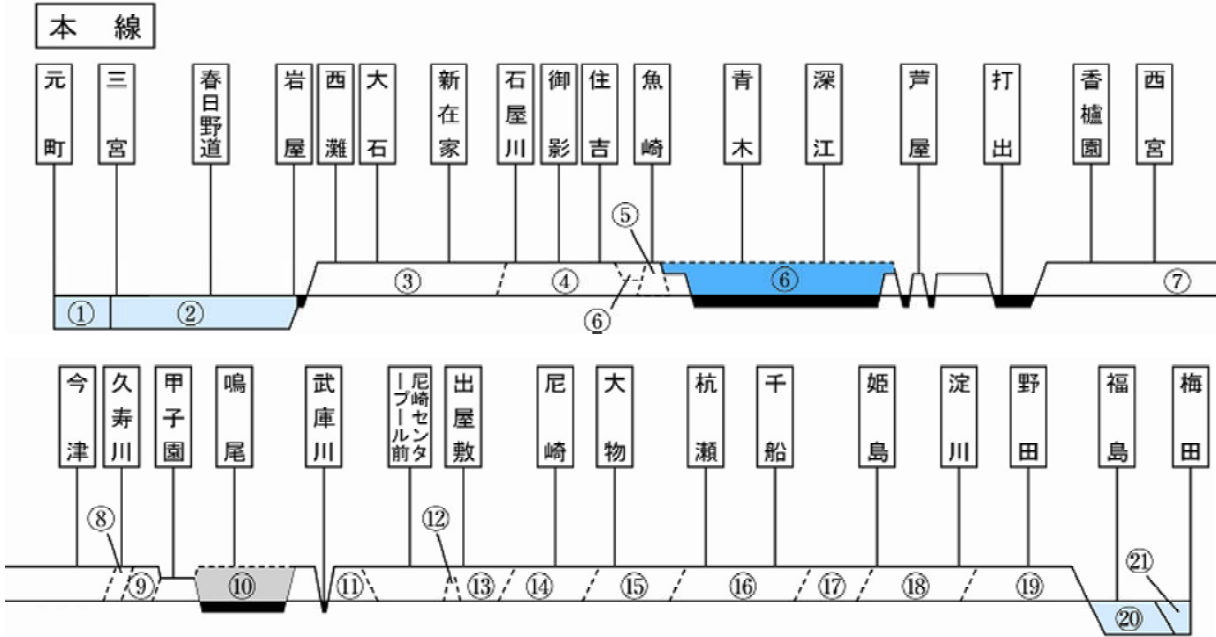 本線
元町
三宮
春日野道
岩屋
西灘
大石
新在家
石屋川
御影
住吉
魚崎
青木
深江
芦屋
打出
香櫨園
西宮
①
②
③
④
⑤
⑥
⑥
⑦
今津
久寿川
甲子園
鳴尾
武庫川
尼崎センタ
ープール前
出屋敷
尼崎
大物
杭瀬
千船
姫島
淀川
野田
福島
梅田
⑧
⑨
⑩
⑪
⑫
⑬
⑭
⑮
⑯
⑰
⑱
⑲
⑳
㉑